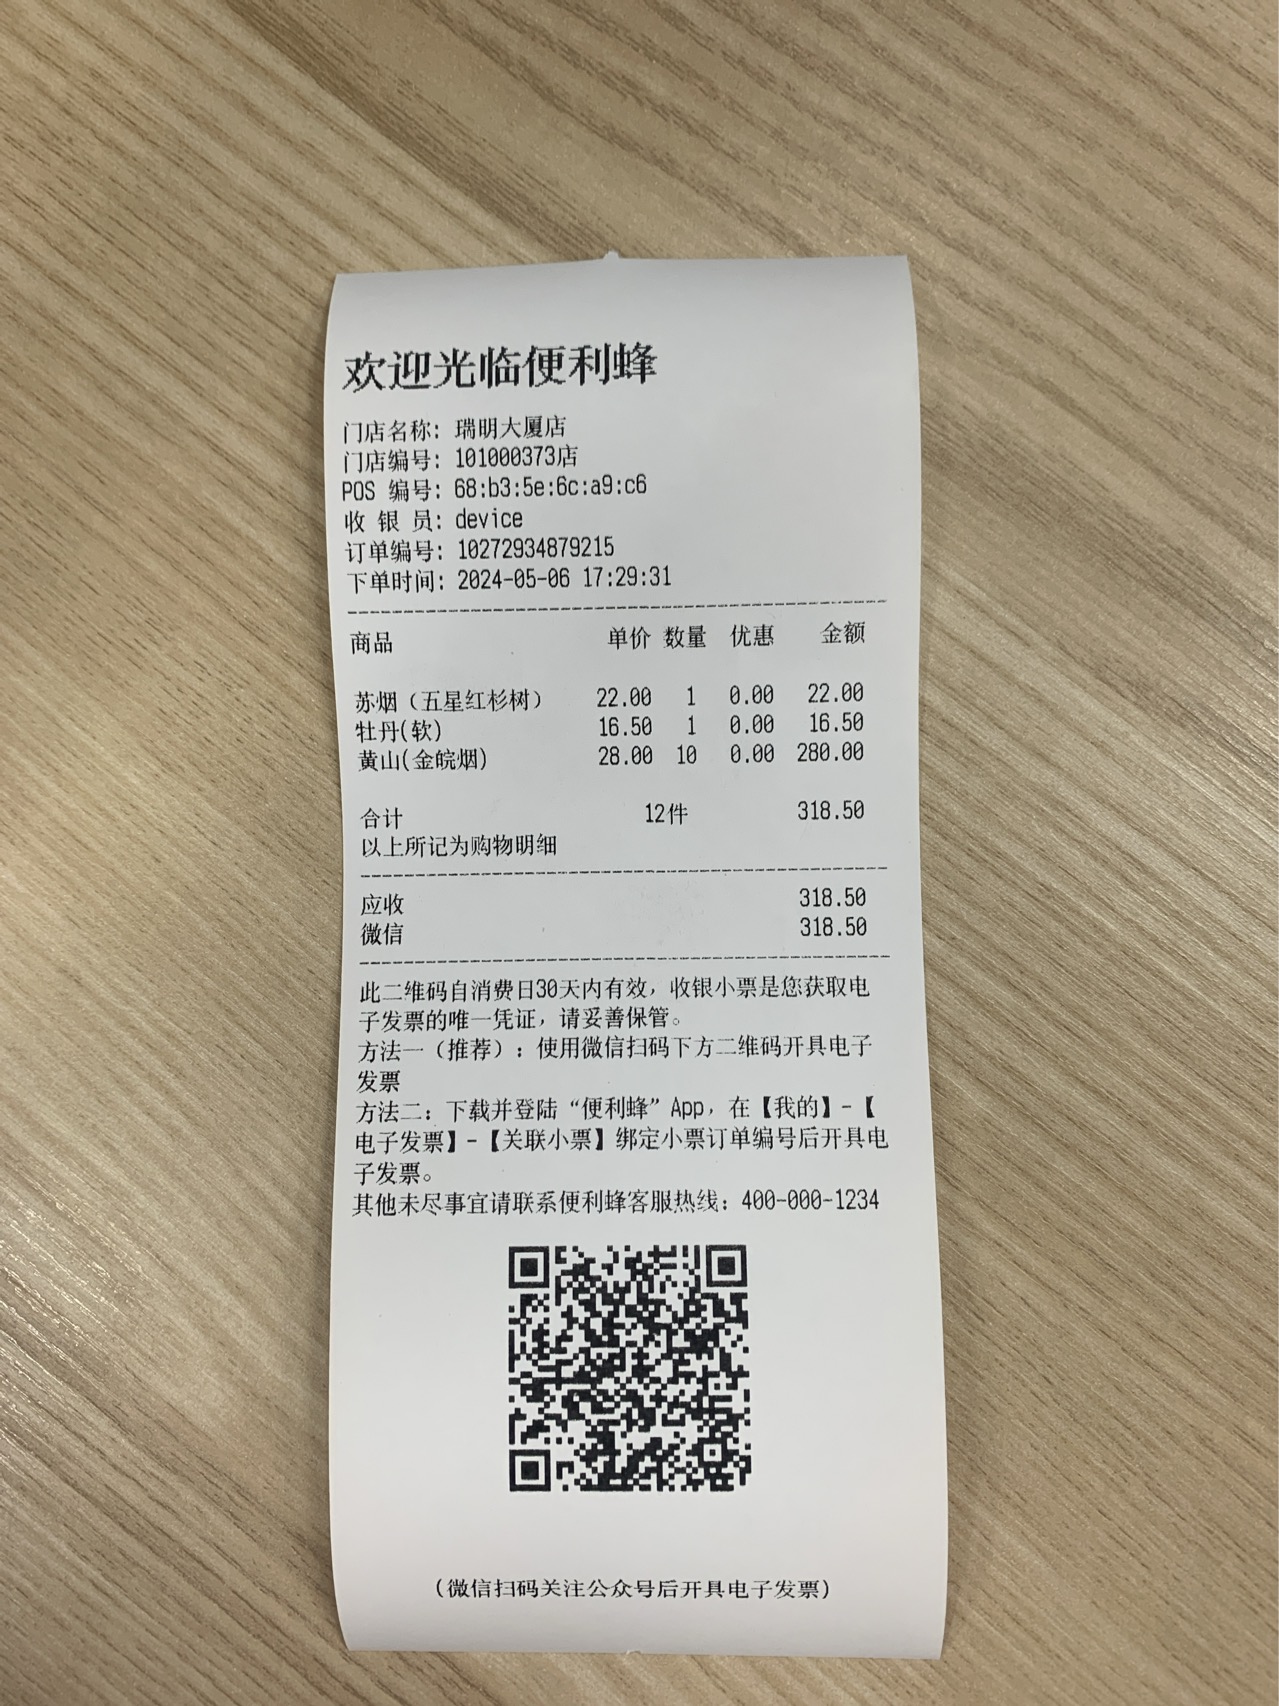 欢迎光临便利蜂
门店名称: 瑞明大厦店
门店编号: 101000373店
POS 编号: 68:b3:5e:6c:a9:c6
收 银 员: device
订单编号: 10272934879215
下单时间: 2024-05-06 17:29:31
商品 单价 数量 优惠 金额
苏烟（五星红杉树） 22.00 1 0.00 22.00
牡丹(软) 16.50 1 0.00 16.50
黄山(金皖烟) 28.00 10 0.00 280.00
合计 12件 318.50
以上所记为购物明细
应收 318.50
微信 318.50
此二维码自消费日30天内有效，收银小票是您获取电
子发票的唯一凭证，请妥善保管。
方法一（推荐）：使用微信扫码下方二维码开具电子
发票
方法二：下载并登陆“便利蜂”App，在【我的】-【
电子发票】-【关联小票】绑定小票订单编号后开具电
子发票。
其他未尽事宜请联系便利蜂客服热线：400-000-1234
(微信扫码关注公众号后开具电子发票)